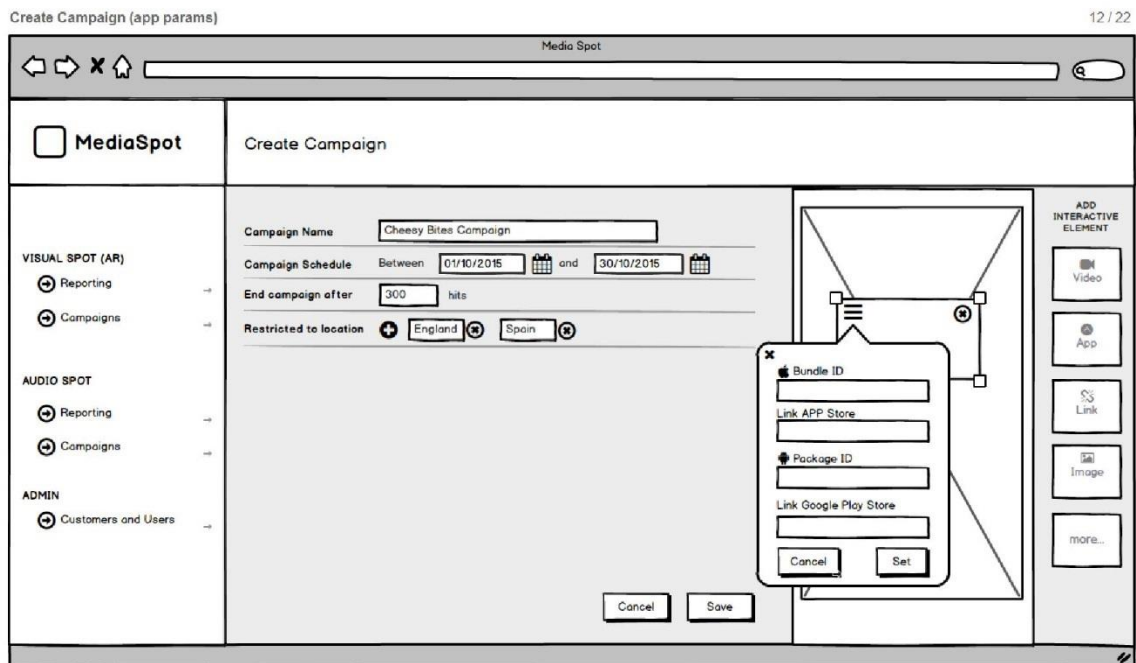 Create Campaign (app params)
12 / 22
Media Spot
MediaSpot
Create Campaign
VISUAL SPOT (AR)
Reporting
Campaigns
AUDIO SPOT
Reporting
Campaigns
ADMIN
Customers and Users
Campaign Name Cheesy Bites Campaign
Campaign Schedule Between 01/10/2015 and 30/10/2015
End campaign after 300 hits
Restricted to location England Spain
Cancel Save
Bundle ID
Link APP Store
Package ID
Link Google Play Store
Cancel Set
ADD
INTERACTIVE
ELEMENT
Video
App
Link
Image
more...